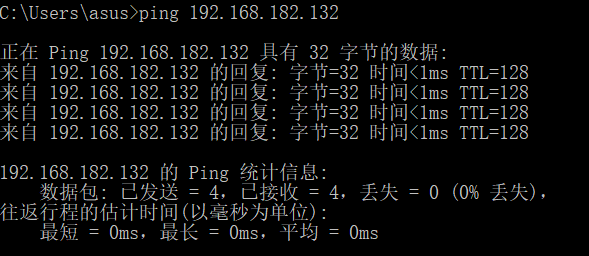 C:\Users\asus>ping 192.168.182.132
正在 Ping 192.168.182.132 具有 32 字节的数据:
来自 192.168.182.132 的回复: 字节=32 时间<1ms TTL=128
来自 192.168.182.132 的回复: 字节=32 时间<1ms TTL=128
来自 192.168.182.132 的回复: 字节=32 时间<1ms TTL=128
来自 192.168.182.132 的回复: 字节=32 时间<1ms TTL=128
192.168.182.132 的 Ping 统计信息:
数据包: 已发送 = 4，已接收 = 4，丢失 = 0 (0% 丢失)，
往返行程的估计时间(以毫秒为单位):
最短 = 0ms，最长 = 0ms，平均 = 0ms